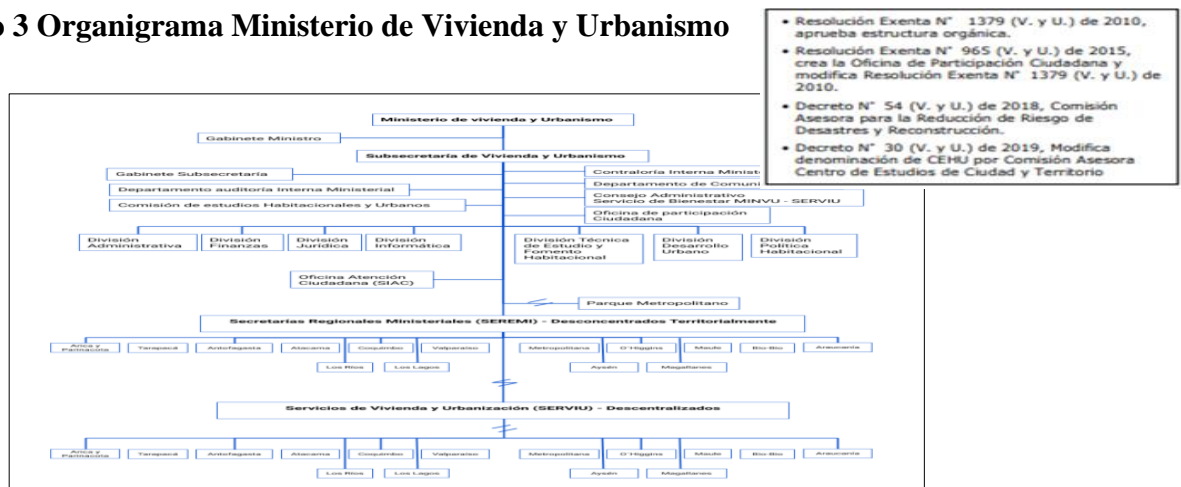 o 3 Organigrama Ministerio de Vivienda y Urbanismo
• Resolución Exenta N° 1379 (V. y U.) de 2010,
aprueba estructura orgánica.
• Resolución Exenta N° 965 (V. y U.) de 2015,
crea la Oficina de Participación Ciudadana y
modifica Resolución Exenta N° 1379 (V. y U.) de
2010.
• Decreto N° 54 (V. y U.) de 2018, Comisión
Asesora para la Reducción de Riesgo de
Desastres y Reconstrucción.
• Decreto N° 30 (V. y U.) de 2019, Modifica
denominación de CEHU por Comisión Asesora
Centro de Estudios de Ciudad y Territorio
Ministerio de vivienda y Urbanismo
Gabinete Ministro
Subsecretaría de Vivienda y Urbanismo
Gabinete Subsecretaría
Contraloría Interna Minist
Departamento auditoría Interna Ministerial
Departamento de Comuni
Comisión de estudios Habitacionales y Urbanos
Consejo Administrativo
Servicio de Bienestar MINVU - SERVIU
Oficina de participación
Ciudadana
División
Administrativa
División
Finanzas
División
Jurídica
División
Informática
División Técnica
de Estudio y
Fomento
Habitacional
División
Desarrollo
Urbano
División
Política
Habitacional
Oficina Atención
Ciudadana (SIAC)
Parque Metropolitano
Secretarías Regionales Ministeriales (SEREMI) - Desconcentrados Territorialmente
Arica y
Parinacota
Tarapacá
Antofagasta
Atacama
Coquimbo
Valparaíso
Metropolitana
O'Higgins
Maule
Bio-Bio
Araucanía
Los Ríos
Los Lagos
Aysén
Magallanes
Servicios de Vivienda y Urbanización (SERVIU) - Descentralizados
Arica y
Parinacota
Tarapacá
Antofagasta
Atacama
Coquimbo
Valparaíso
Metropolitana
O'Higgins
Maule
Bio-Bio
Araucanía
Los Ríos
Los Lagos
Aysén
Magallanes